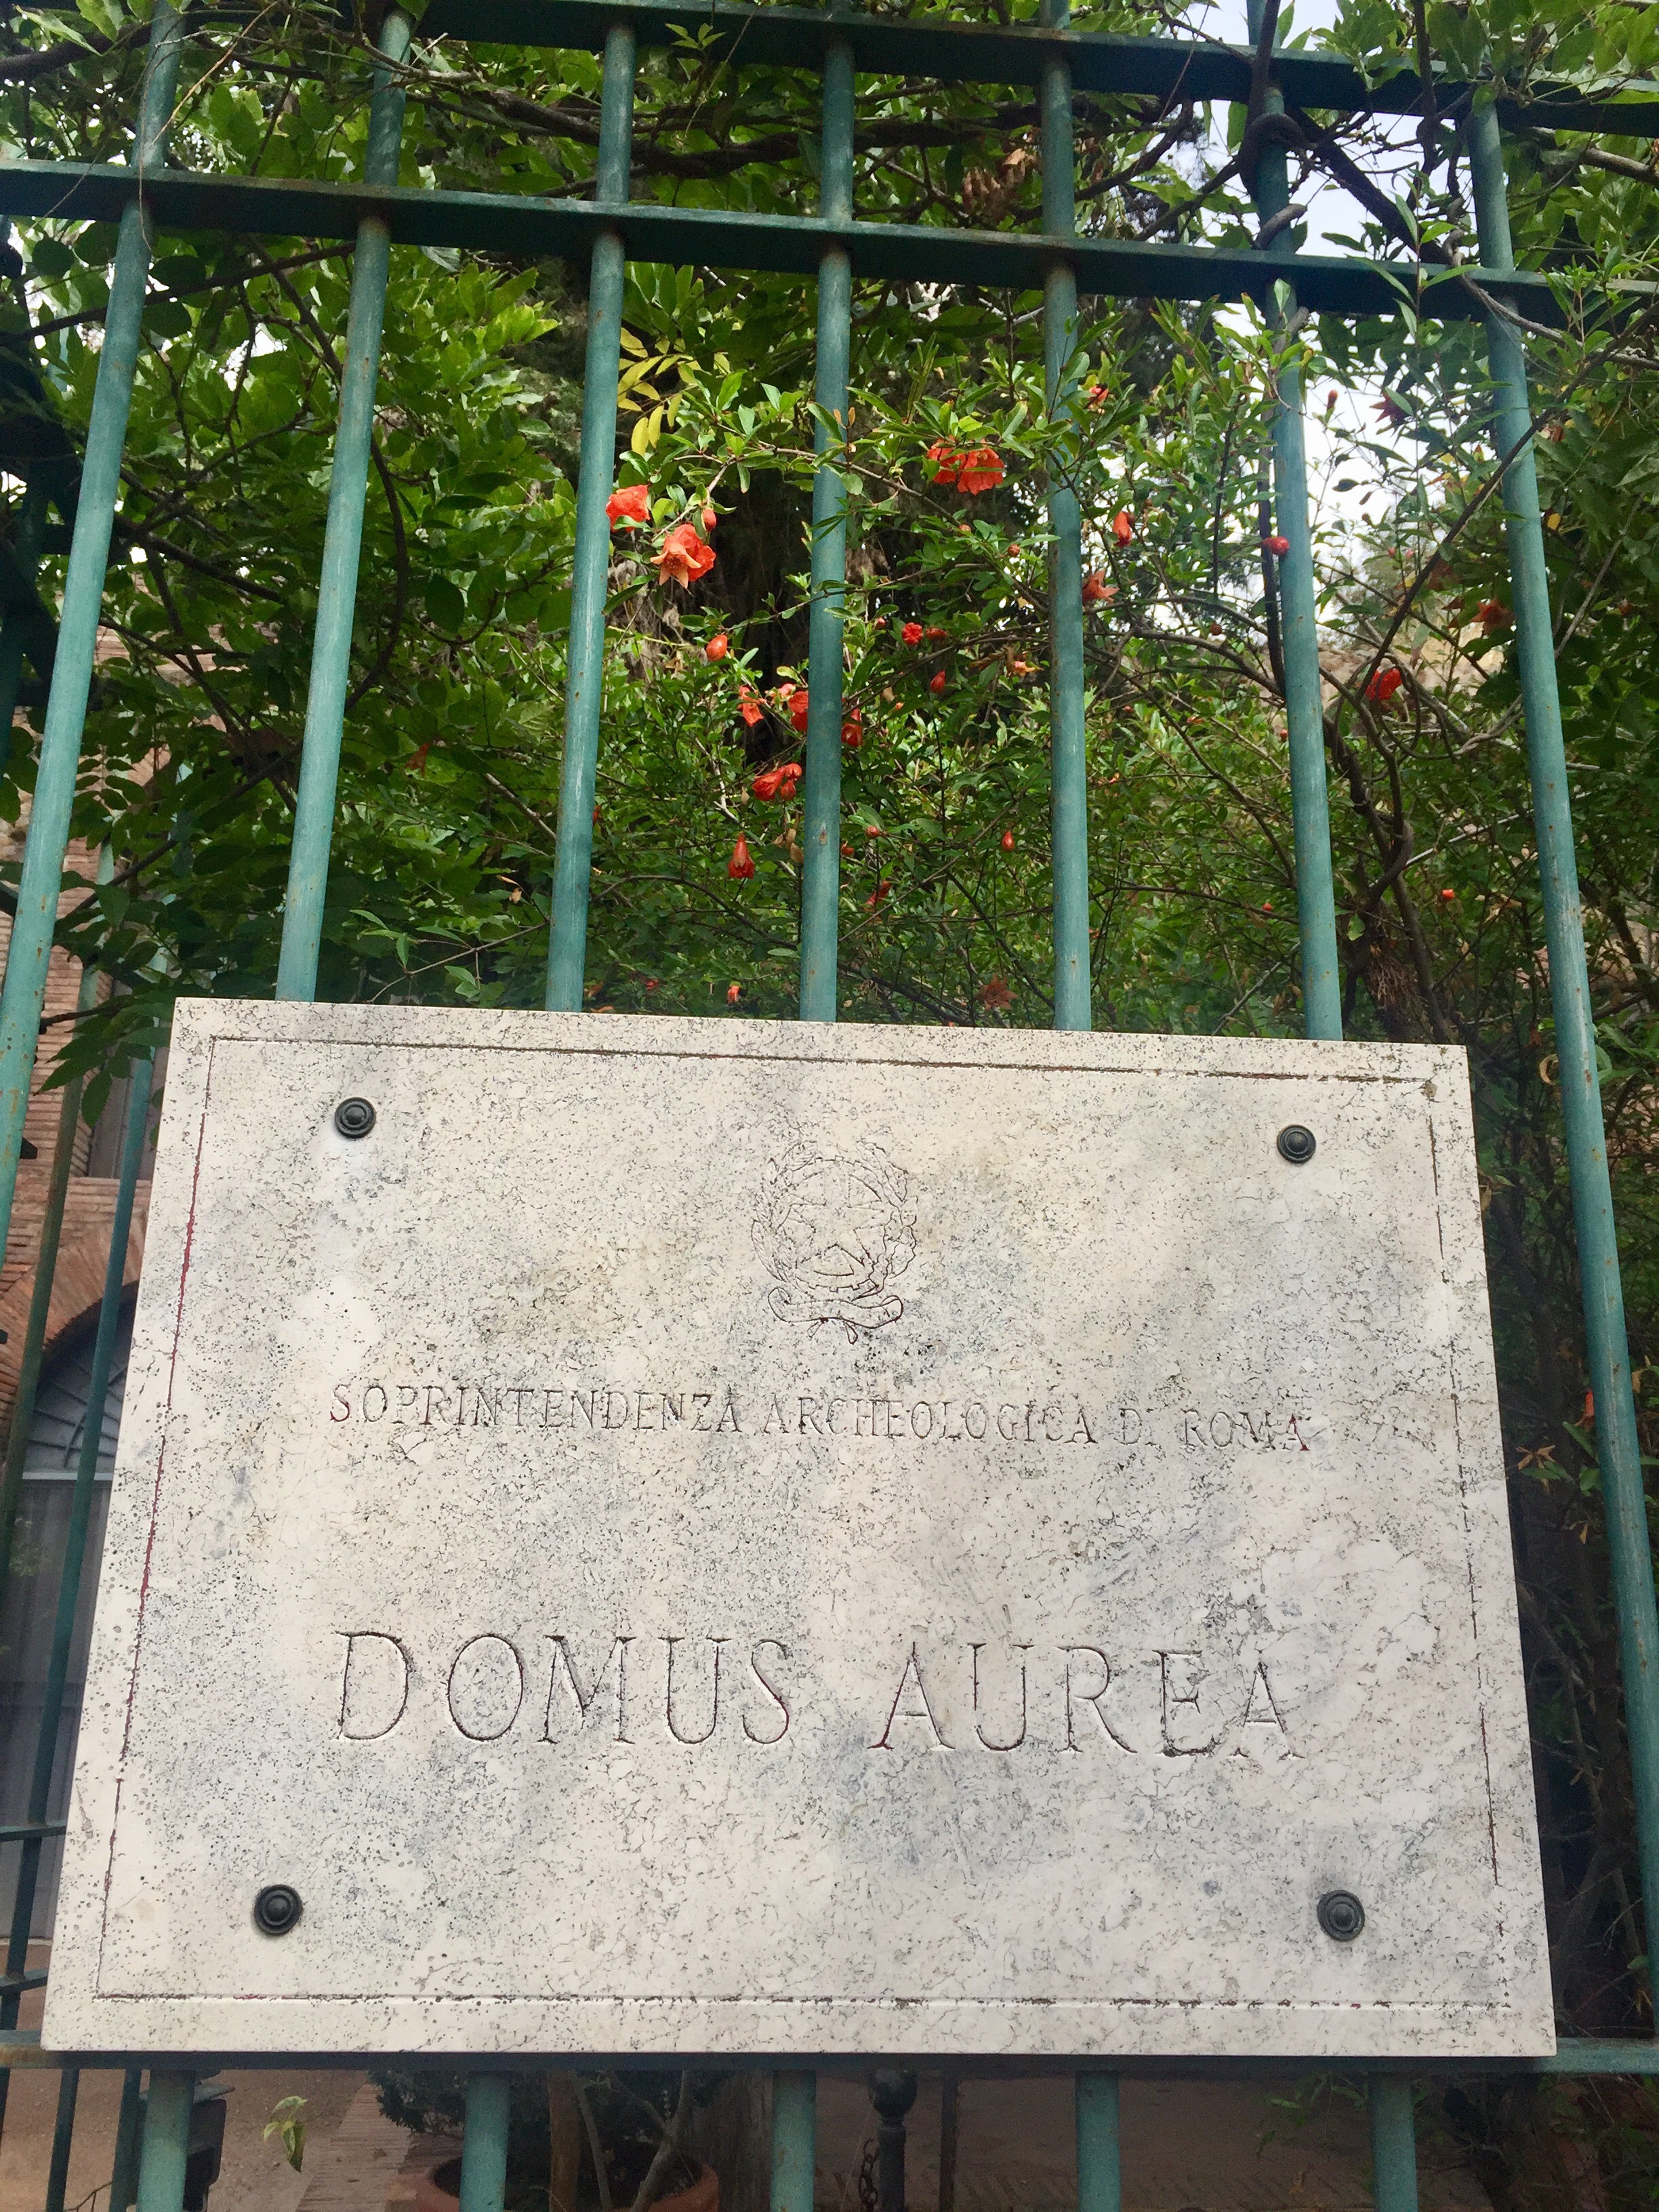 SOPRINTENDENZA ARCHEOLOGICA DI ROMA
DOMUS AUREA